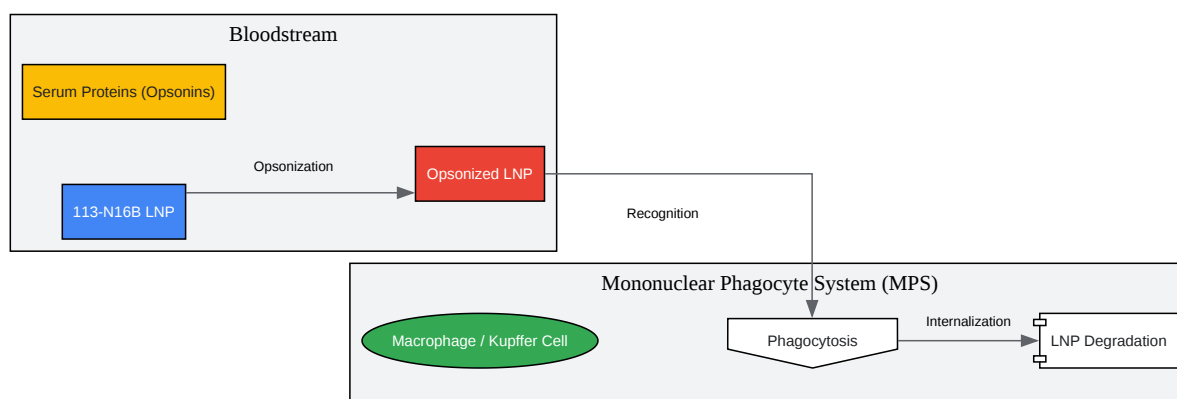 Bloodstream
Serum Proteins (Opsonins)
Opsonization
Opsonized LNP
113-N16B LNP
Recognition
Mononuclear Phagocyte System (MPS)
Macrophage / Kupffer Cell
Phagocytosis
Internalization
LNP Degradation